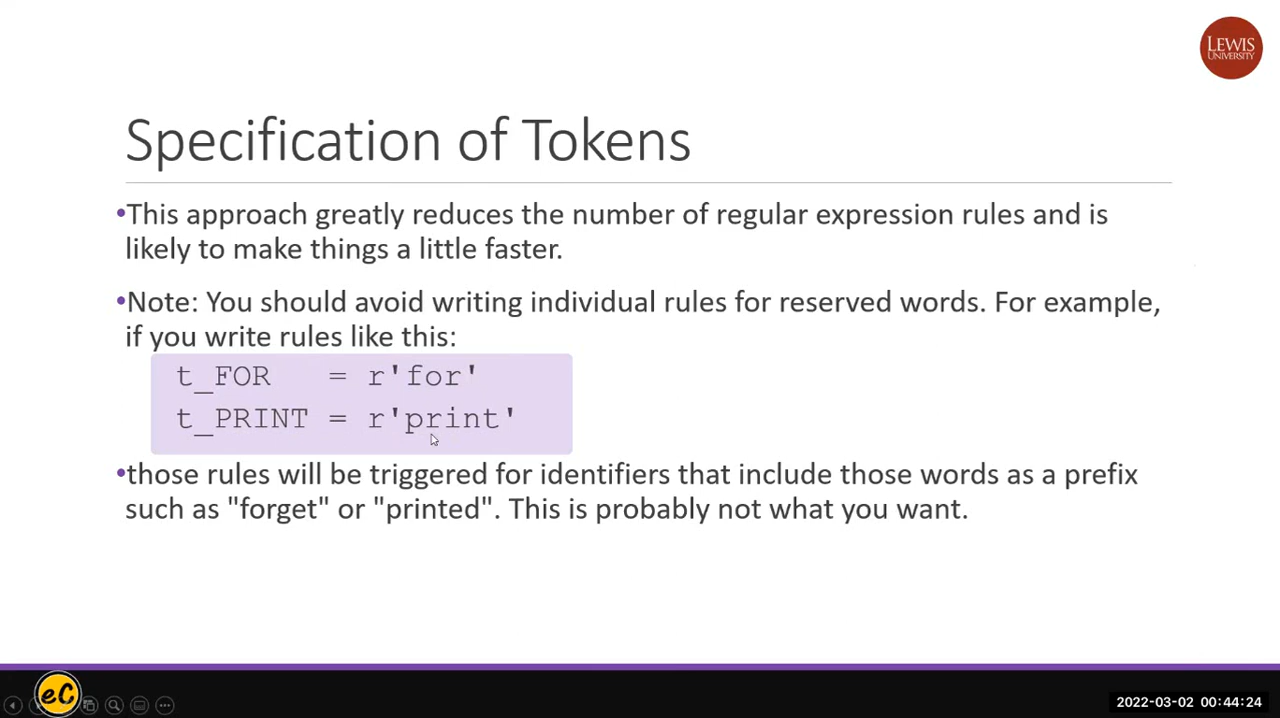 LEWIS
UNIVERSITY
Specification of Tokens
•This approach greatly reduces the number of regular expression rules and is
likely to make things a little faster.
•Note: You should avoid writing individual rules for reserved words. For example,
if you write rules like this:
t_FOR = r'for'
t_PRINT = r'print'
•those rules will be triggered for identifiers that include those words as a prefix
such as "forget" or "printed". This is probably not what you want.
eC
2022-03-02 00:44:24